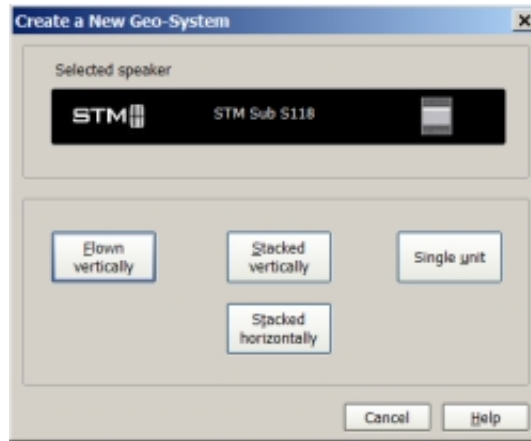 Create a New Geo-System
Selected speaker
STM
STM Sub S118
Flown
vertically
Stacked
vertically
Single unit
Stacked
horizontally
Cancel
Help